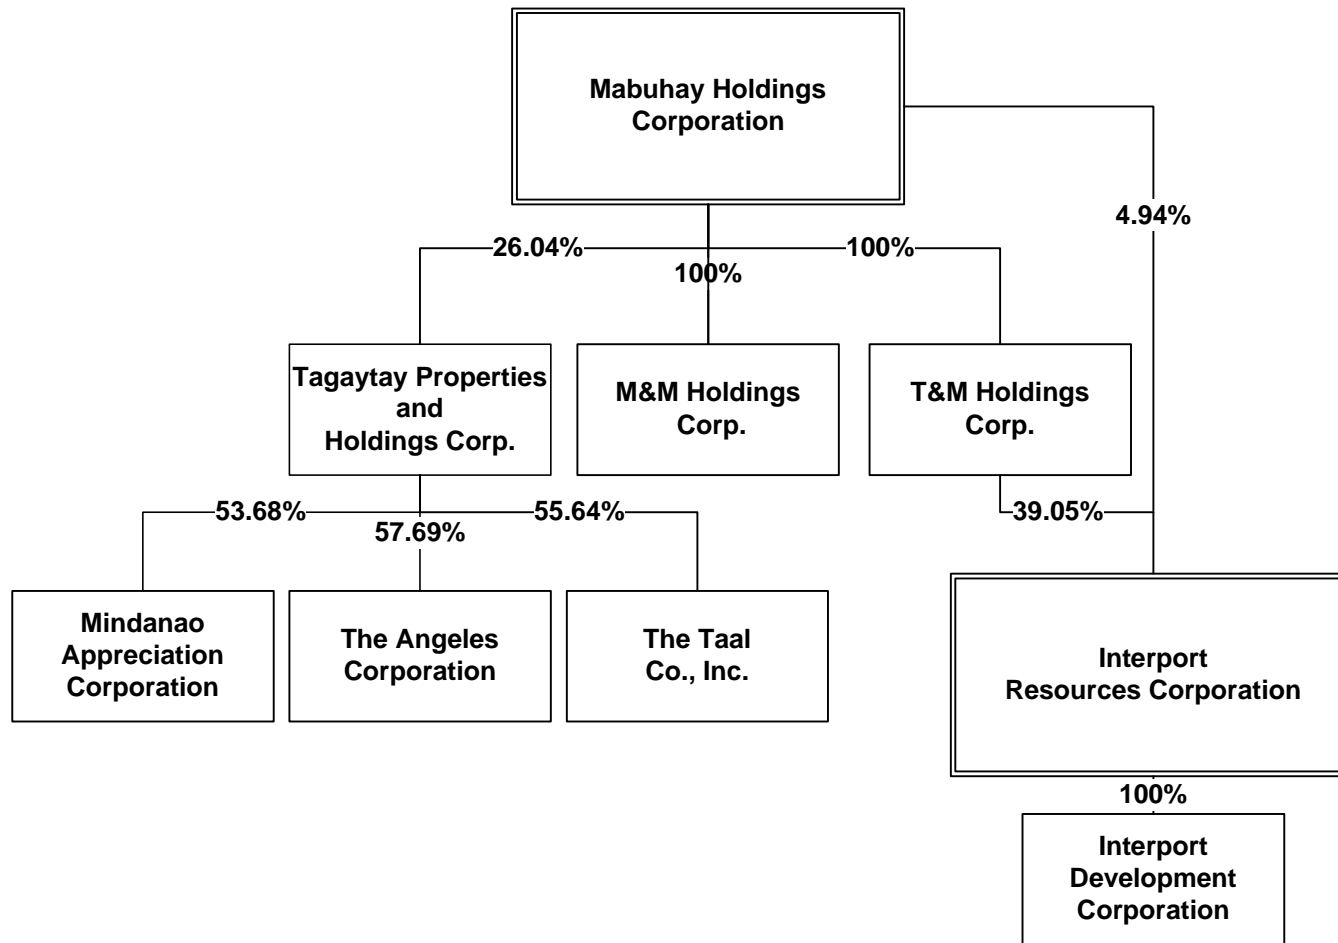 Mabuhay Holdings
Corporation
4.94%
26.04%
100%
100%
Tagaytay Properties
and
Holdings Corp.
M&M Holdings
Corp.
T&M Holdings
Corp.
53.68%
57.69%
55.64%
39.05%
Mindanao
Appreciation
Corporation
The Angeles
Corporation
The Taal
Co., Inc.
Interport
Resources Corporation
100%
Interport
Development
Corporation